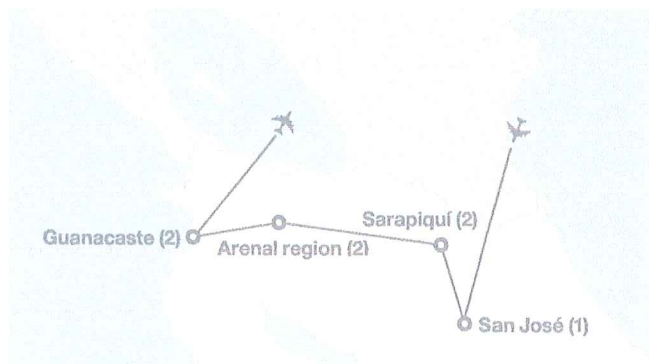 Sarapiquí (2)
Guanacaste (2)
Arenal region (2)
San José (1)